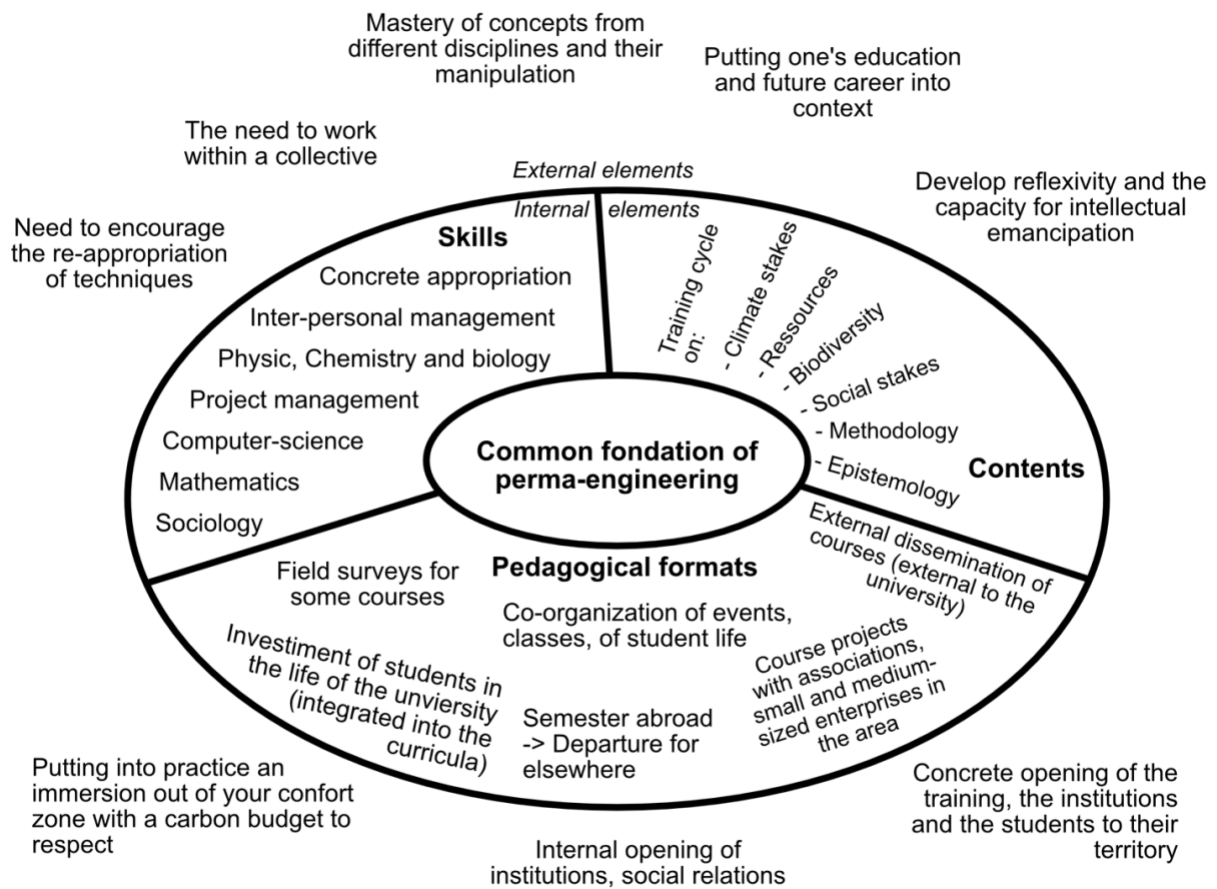 Mastery of concepts from
different disciplines and their
manipulation
Putting one's education
and future career into
context
The need to work
within a collective
External elements
Internal elements
Develop reflexivity and the
capacity for intellectual
emancipation
Need to encourage
the re-appropriation
of techniques
Skills
Concrete appropriation
Inter-personal management
Physic, Chemistry and biology
Project management
Computer-science
Mathematics
Sociology
Training cycle
on:
- Climate stakes
- Ressources
- Biodiversity
- Social stakes
- Methodology
- Epistemology
Contents
Common fondation of
perma-engineering
Pedagogical formats
Field surveys for
some courses
Co-organization of events,
classes, of student life
External dissemination of
courses (external to the
university)
Investiment of students in
the life of the unviersity
(integrated into the
curricula)
Semester abroad
-> Departure for
elsewhere
Course projects
with associations,
small and medium-
sized enterprises in
the area
Putting into practice an
immersion out of your confort
zone with a carbon budget to
respect
Internal opening of
institutions, social relations
Concrete opening of the
training, the institutions
and the students to their
territory